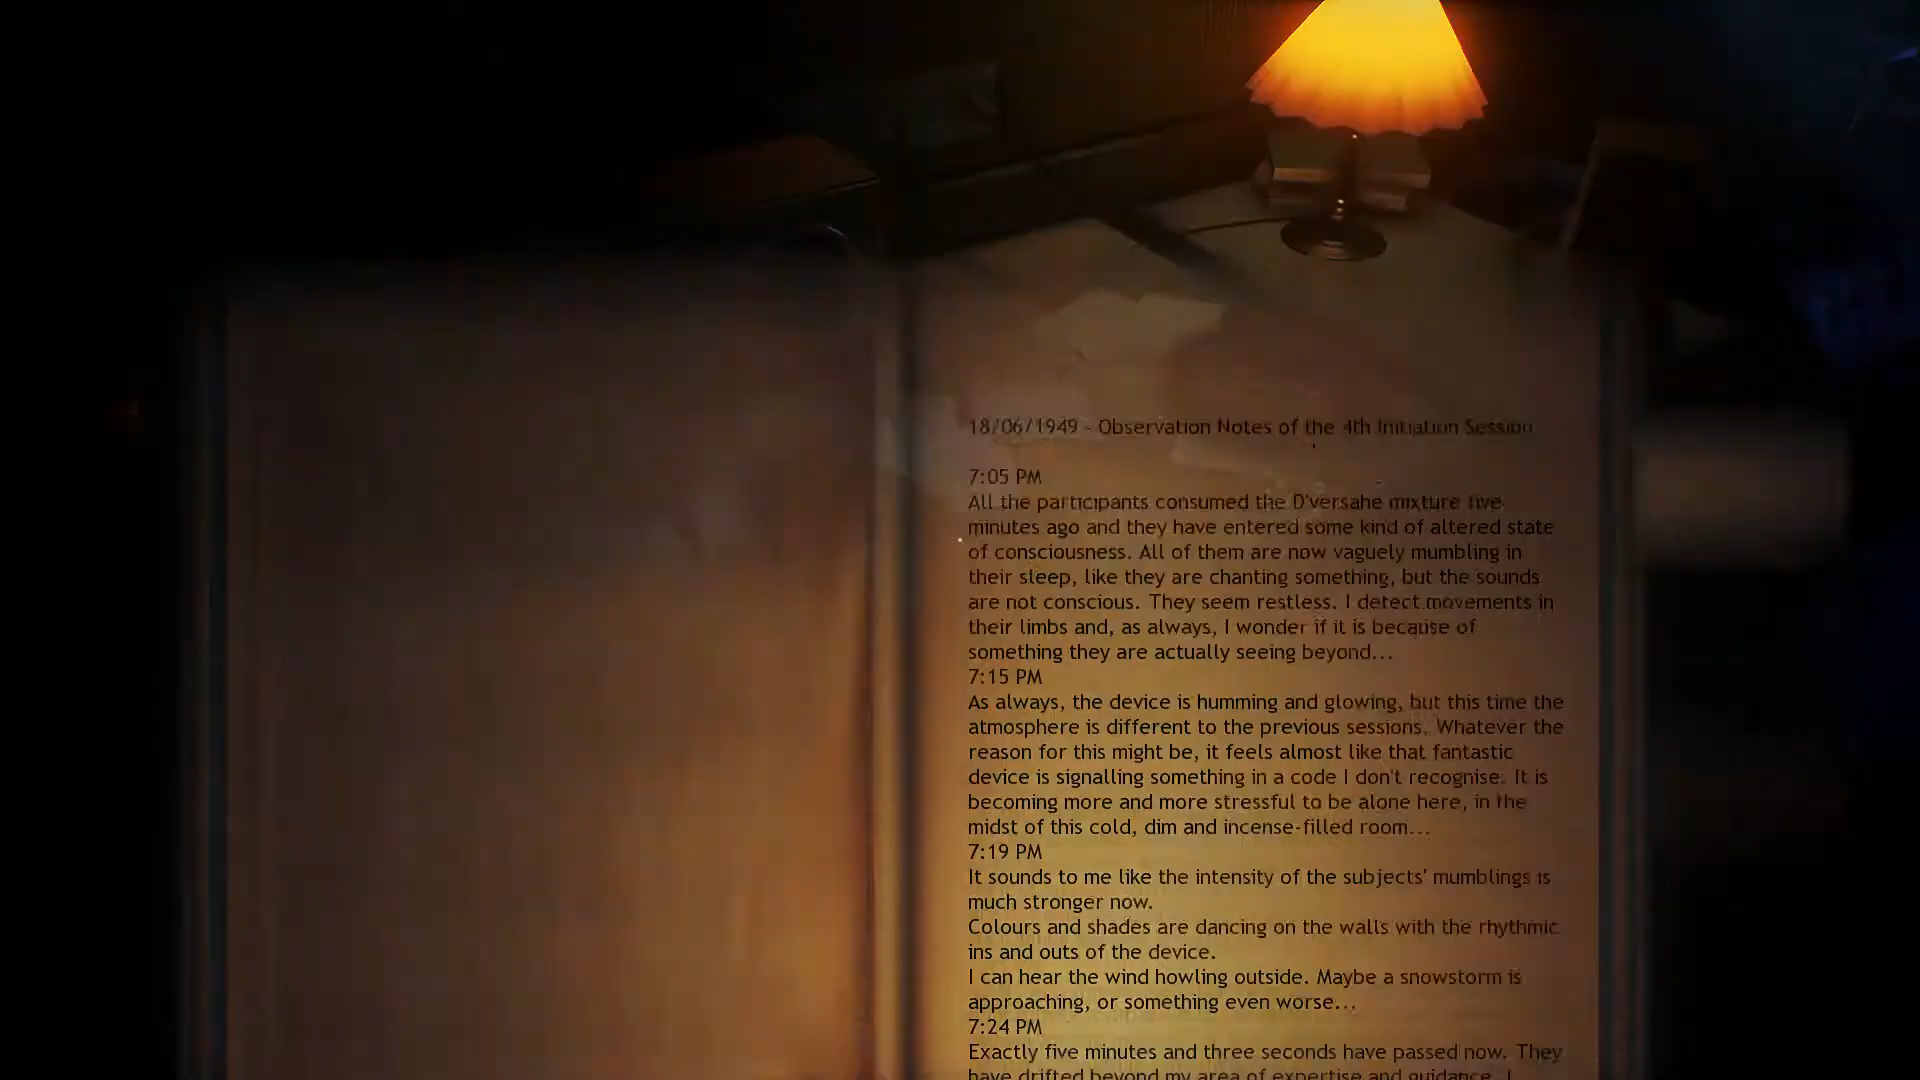 18/06/1949 - Observation Notes of the 4th Initiation Session
7:05 PM
All the participants consumed the D'versahe mixture five
minutes ago and they have entered some kind of altered state
of consciousness. All of them are now vaguely mumbling in
their sleep, like they are chanting something, but the sounds
are not conscious. They seem restless. I detect movements in
their limbs and, as always, I wonder if it is because of
something they are actually seeing beyond...
7:15 PM
As always, the device is humming and glowing, but this time the
atmosphere is different to the previous sessions. Whatever the
reason for this might be, it feels almost like that fantastic
device is signalling something in a code I don't recognise. It is
becoming more and more stressful to be alone here, in the
midst of this cold, dim and incense-filled room...
7:19 PM
It sounds to me like the intensity of the subjects' mumblings is
much stronger now.
Colours and shades are dancing on the walls with the rhythmic
ins and outs of the device.
I can hear the wind howling outside. Maybe a snowstorm is
approaching, or something even worse...
7:24 PM
Exactly five minutes and three seconds have passed now. They
have drifted beyond my area of expertise and guidance. I